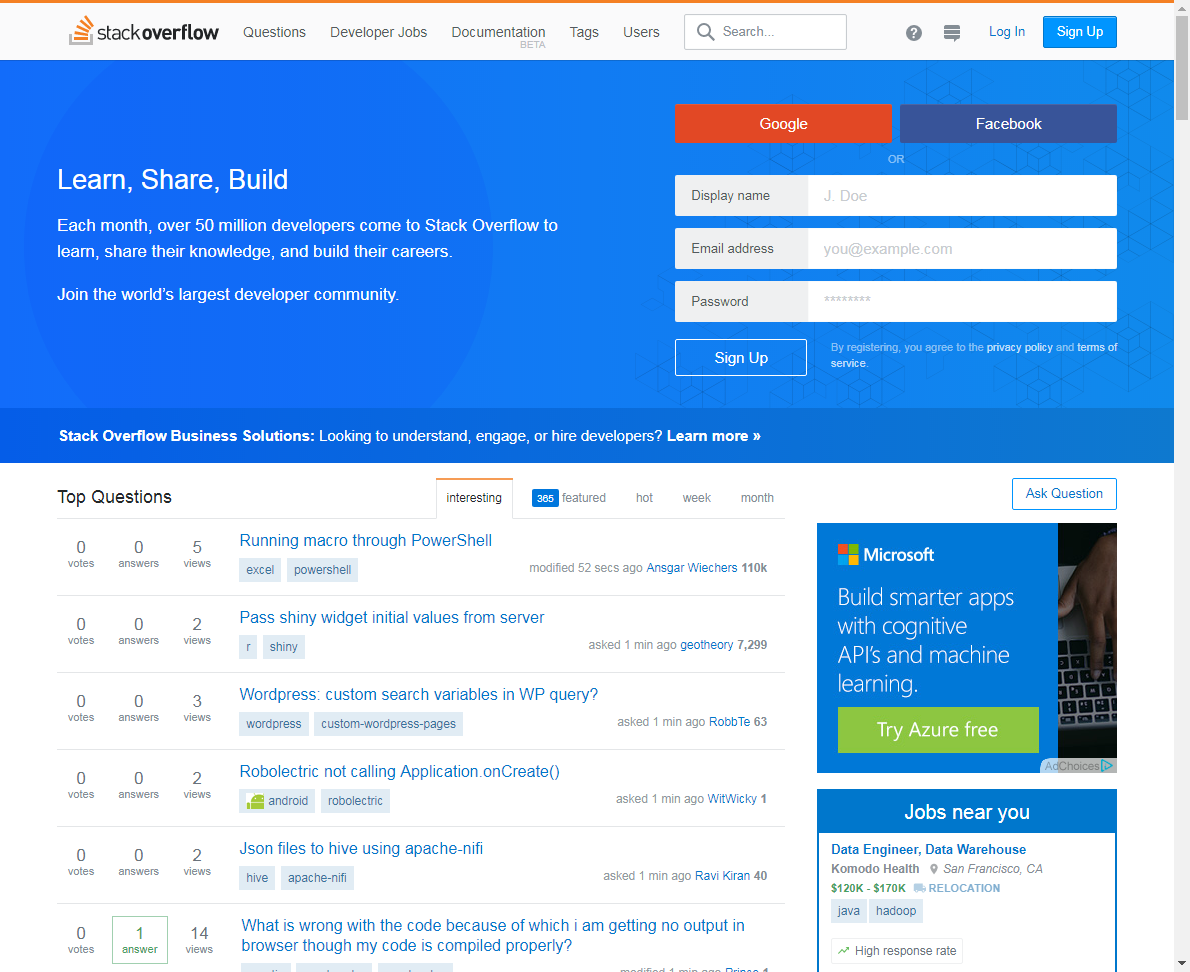 stackoverflow
Questions
Developer Jobs
Documentation
BETA
Tags
Users
Search...
?
Log In
Sign Up
Google
Facebook
OR
Learn, Share, Build
Each month, over 50 million developers come to Stack Overflow to
learn, share their knowledge, and build their careers.
Join the world’s largest developer community.
Display name
J. Doe
Email address
you@example.com
Password
********
Sign Up
By registering, you agree to the privacy policy and terms of
service.
Stack Overflow Business Solutions: Looking to understand, engage, or hire developers? Learn more »
Top Questions
interesting
365 featured
hot
week
month
Ask Question
0 votes
0 answers
5 views
Running macro through PowerShell
excel
powershell
modified 52 secs ago Ansgar Wiechers 110k
0 votes
0 answers
2 views
Pass shiny widget initial values from server
r
shiny
asked 1 min ago geotheory 7,299
0 votes
0 answers
3 views
Wordpress: custom search variables in WP query?
wordpress
custom-wordpress-pages
asked 1 min ago RobbTe 63
0 votes
0 answers
2 views
Robolectric not calling Application.onCreate()
android
robolectric
asked 1 min ago WitWicky 1
0 votes
0 answers
2 views
Json files to hive using apache-nifi
hive
apache-nifi
asked 1 min ago Ravi Kiran 40
0 votes
1 answer
14 views
What is wrong with the code because of which i am getting no output in
browser though my code is compiled properly?
Microsoft
Build smarter apps
with cognitive
API’s and machine
learning.
Try Azure free
AdChoices
Jobs near you
Data Engineer, Data Warehouse
Komodo Health
San Francisco, CA
$120K - $170K
RELOCATION
java
hadoop
High response rate